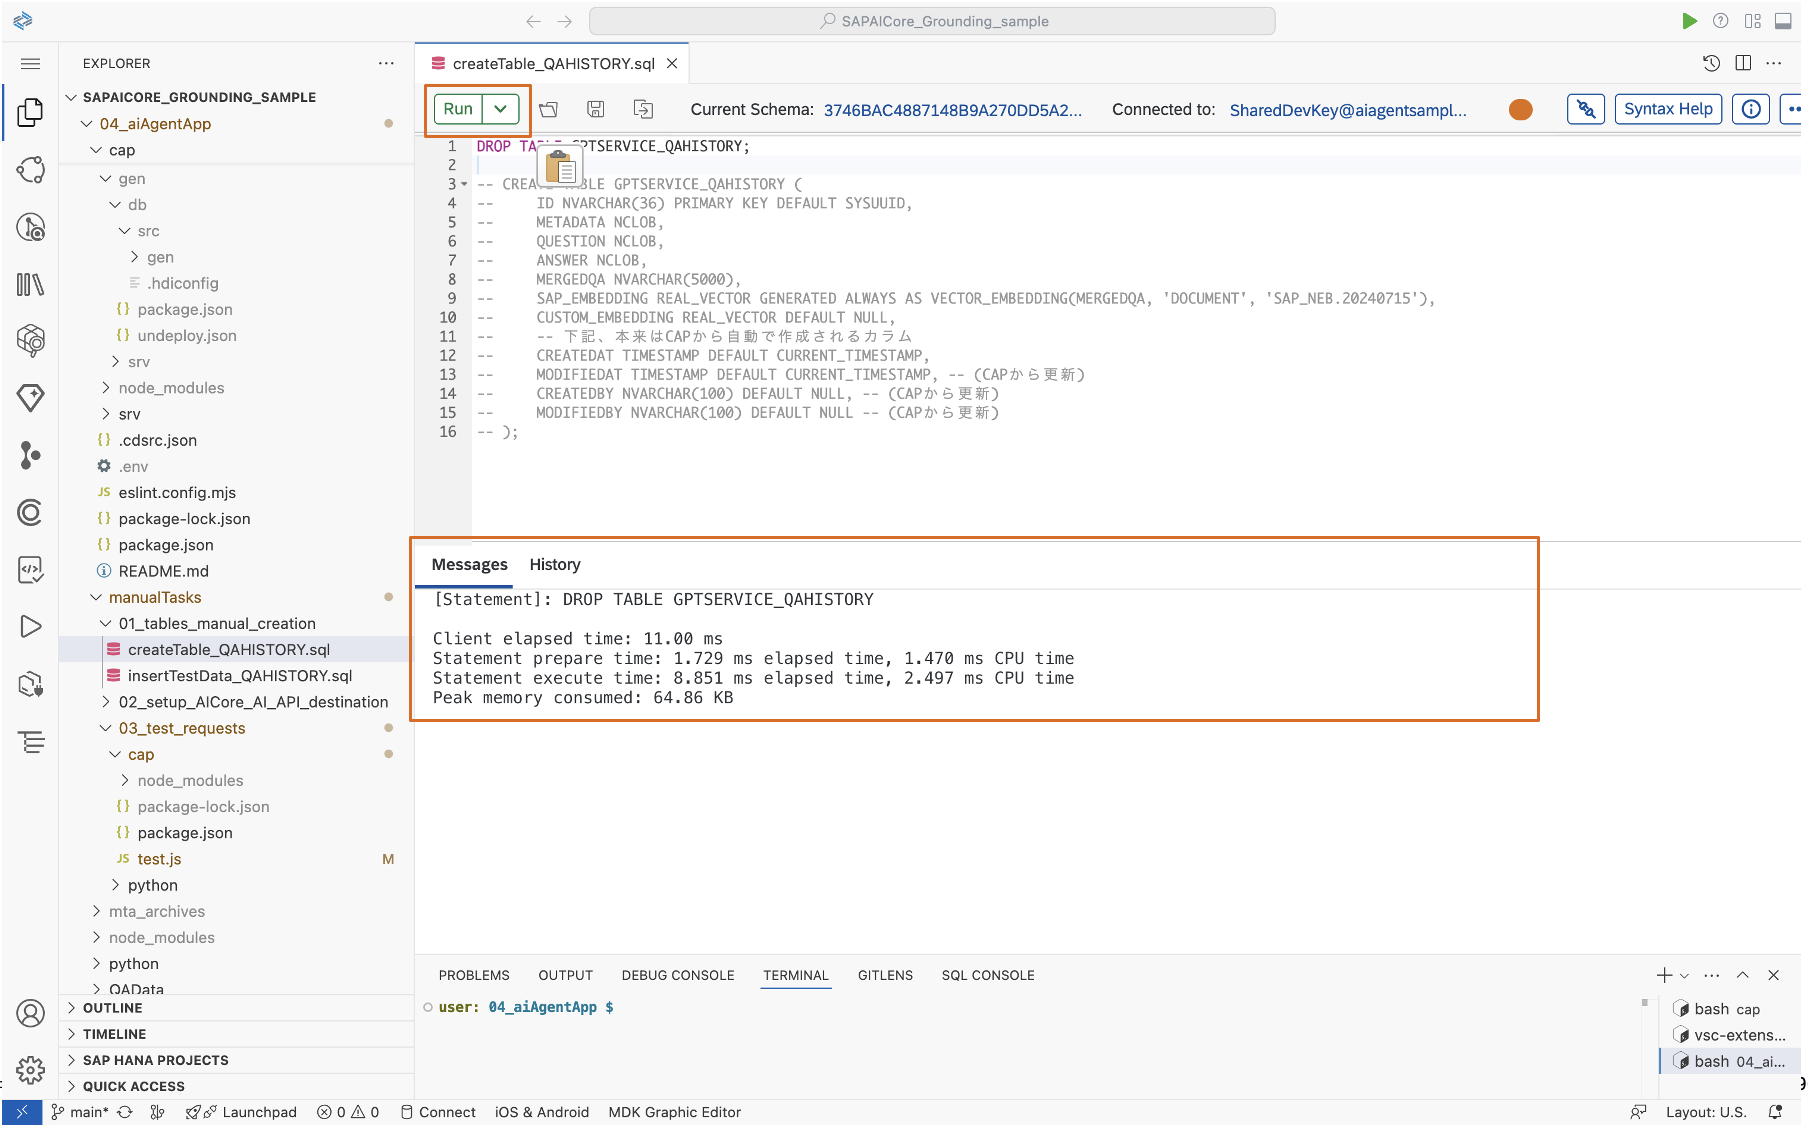 SAPAICore_Grounding_sample
EXPLORER
SAPAICORE_GROUNDING_SAMPLE
04_aiAgentApp
cap
gen
db
src
gen
.hdiconfig
package.json
undeploy.json
srv
node_modules
srv
.cdsrc.json
.env
eslint.config.mjs
package-lock.json
package.json
README.md
manualTasks
01_tables_manual_creation
createTable_QAHISTORY.sql
insertTestData_QAHISTORY.sql
02_setup_AICore_AI_API_destination
03_test_requests
cap
node_modules
package-lock.json
package.json
JS test.js M
python
mta_archives
node_modules
python
QAData
OUTLINE
TIMELINE
SAP HANA PROJECTS
QUICK ACCESS
createTable_QAHISTORY.sql
Run Current Schema: 3746BAC4887148B9A270DD5A2... Connected to: SharedDevKey@aiagentsampl... Syntax Help
1 DROP TA GPTSERVICE_QAHISTORY;
2
3 -- CREATE TABLE GPTSERVICE_QAHISTORY (
4 -- ID NVARCHAR(36) PRIMARY KEY DEFAULT SYSUUID,
5 -- METADATA NCLOB,
6 -- QUESTION NCLOB,
7 -- ANSWER NCLOB,
8 -- MERGEDQA NVARCHAR(5000),
9 -- SAP_EMBEDDING REAL_VECTOR GENERATED ALWAYS AS VECTOR_EMBEDDING(MERGEDQA, 'DOCUMENT', 'SAP_NEB.20240715'),
10 -- CUSTOM_EMBEDDING REAL_VECTOR DEFAULT NULL,
11 -- -- 下記、本来はCAPから自動で作成されるカラム
12 -- CREATEDAT TIMESTAMP DEFAULT CURRENT_TIMESTAMP,
13 -- MODIFIEDAT TIMESTAMP DEFAULT CURRENT_TIMESTAMP, -- (CAPから更新)
14 -- CREATEDBY NVARCHAR(100) DEFAULT NULL, -- (CAPから更新)
15 -- MODIFIEDBY NVARCHAR(100) DEFAULT NULL -- (CAPから更新)
16 -- );
Messages History
[Statement]: DROP TABLE GPTSERVICE_QAHISTORY
Client elapsed time: 11.00 ms
Statement prepare time: 1.729 ms elapsed time, 1.470 ms CPU time
Statement execute time: 8.851 ms elapsed time, 2.497 ms CPU time
Peak memory consumed: 64.86 KB
PROBLEMS OUTPUT DEBUG CONSOLE TERMINAL GITLENS SQL CONSOLE
user: 04_aiAgentApp $
bash cap
vsc-extens...
bash 04_ai...
main* Launchpad 0 0 Connect iOS & Android MDK Graphic Editor Layout: U.S.